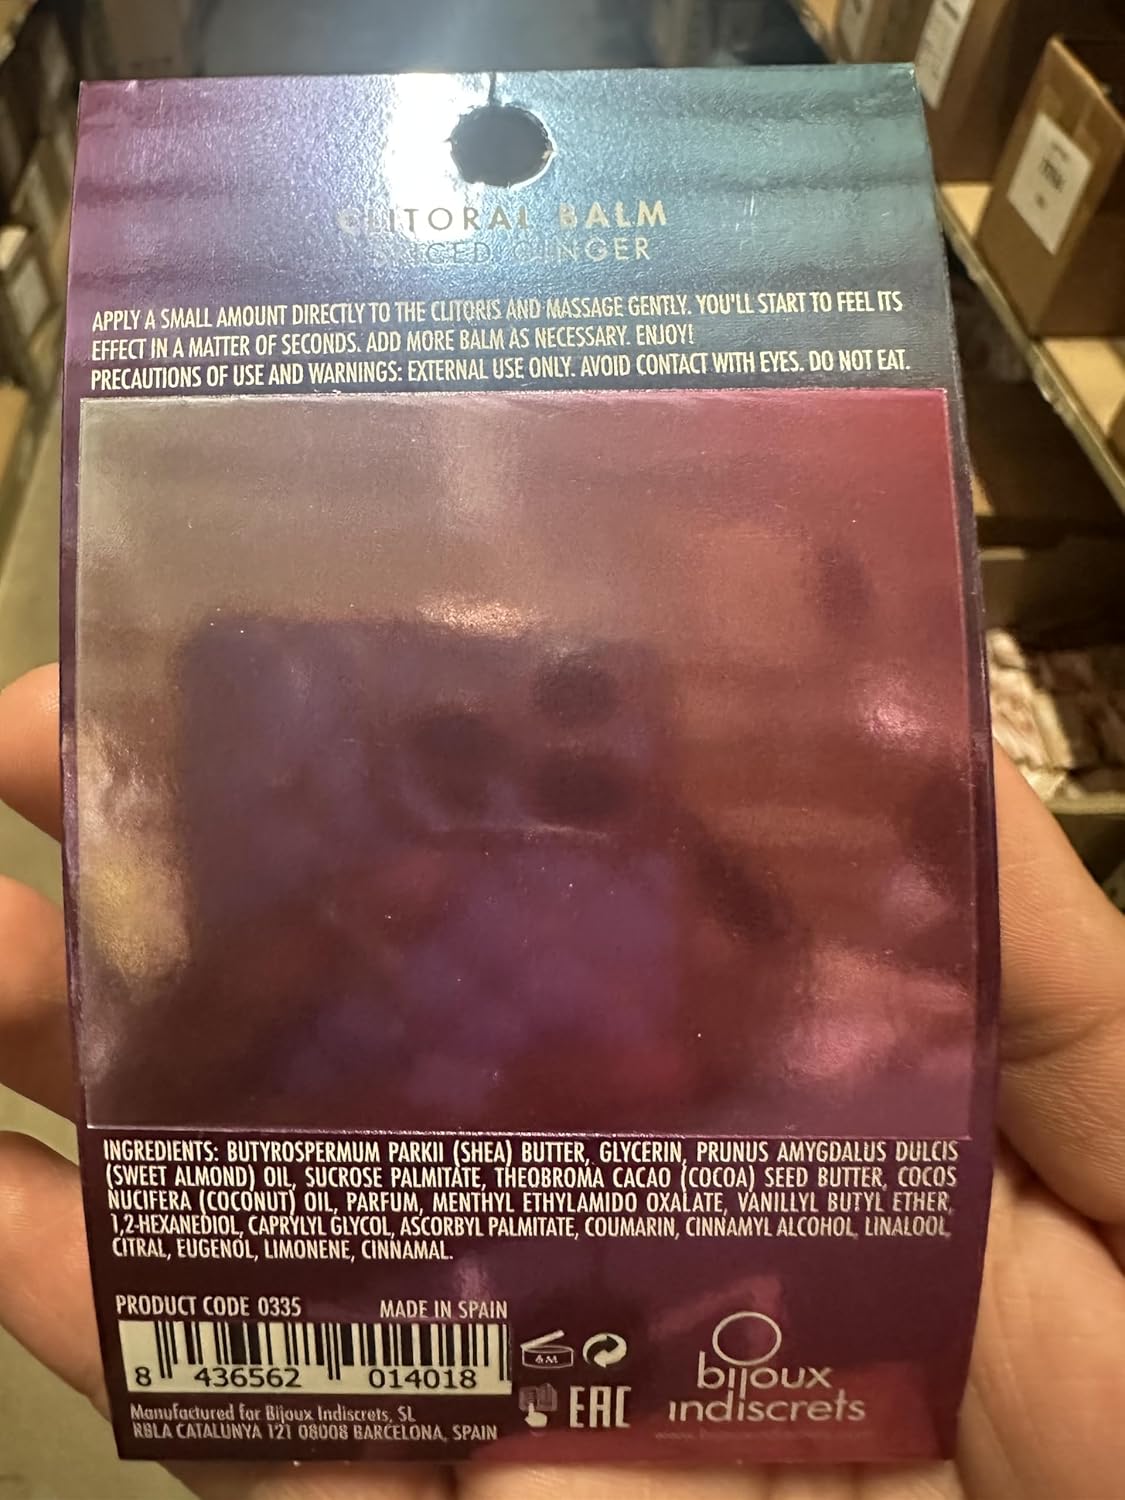 CLITORAL BALM
SPICED GINGER
APPLY A SMALL AMOUNT DIRECTLY TO THE CLITORIS AND MASSAGE GENTLY. YOU'LL START TO FEEL ITS
EFFECT IN A MATTER OF SECONDS. ADD MORE BALM AS NECESSARY. ENJOY!
PRECAUTIONS OF USE AND WARNINGS: EXTERNAL USE ONLY. AVOID CONTACT WITH EYES. DO NOT EAT.
INGREDIENTS: BUTYROSPERMUM PARKII (SHEA) BUTTER, GLYCERIN, PRUNUS AMYGDALUS DULCIS
(SWEET ALMOND) OIL, SUCROSE PALMITATE, THEOBROMA CACAO (COCOA) SEED BUTTER, COCOS
NUCIFERA (COCONUT) OIL, PARFUM, MENTHYL ETHYLAMIDO OXALATE, VANILLYL BUTYL ETHER,
1,2-HEXANEDIOL, CAPRYLYL GLYCOL, ASCORBYL PALMITATE, COUMARIN, CINNAMYL ALCOHOL, LINALOOL,
CITRAL, EUGENOL, LIMONENE, CINNAMAL.
PRODUCT CODE 0335 MADE IN SPAIN
8 436562 014018
Manufactured for Bijoux Indiscrets, SL
RBLA CATALUNYA 121 08008 BARCELONA, SPAIN
6M
EAC
bijoux
indiscrets